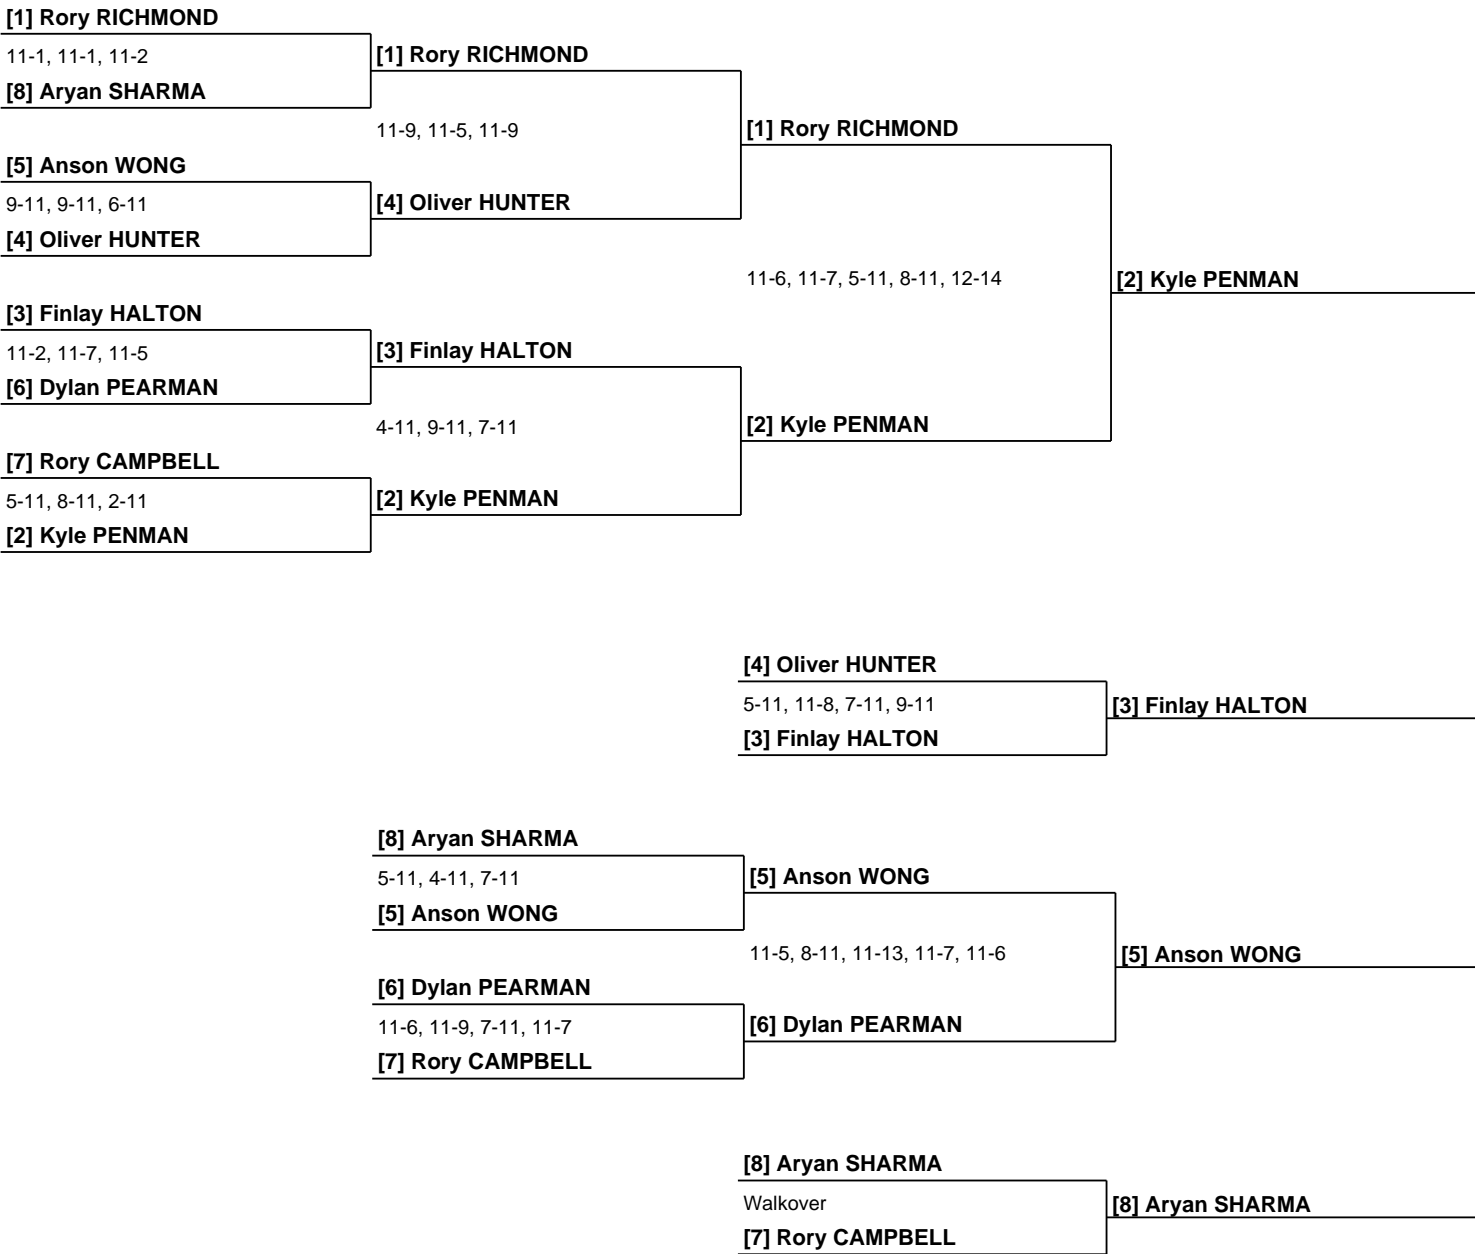 [1] Rory RICHMOND
11-1, 11-1, 11-2
[8] Aryan SHARMA
[5] Anson WONG
9-11, 9-11, 6-11
[4] Oliver HUNTER
[3] Finlay HALTON
11-2, 11-7, 11-5
[6] Dylan PEARMAN
[7] Rory CAMPBELL
5-11, 8-11, 2-11
[2] Kyle PENMAN
[1] Rory RICHMOND
11-9, 11-5, 11-9
[4] Oliver HUNTER
[3] Finlay HALTON
4-11, 9-11, 7-11
[2] Kyle PENMAN
[1] Rory RICHMOND
11-6, 11-7, 5-11, 8-11, 12-14
[2] Kyle PENMAN
[2] Kyle PENMAN
[4] Oliver HUNTER
5-11, 11-8, 7-11, 9-11
[3] Finlay HALTON
[3] Finlay HALTON
[8] Aryan SHARMA
5-11, 4-11, 7-11
[5] Anson WONG
[6] Dylan PEARMAN
11-6, 11-9, 7-11, 11-7
[7] Rory CAMPBELL
[5] Anson WONG
11-5, 8-11, 11-13, 11-7, 11-6
[6] Dylan PEARMAN
[5] Anson WONG
[8] Aryan SHARMA
Walkover
[7] Rory CAMPBELL
[8] Aryan SHARMA